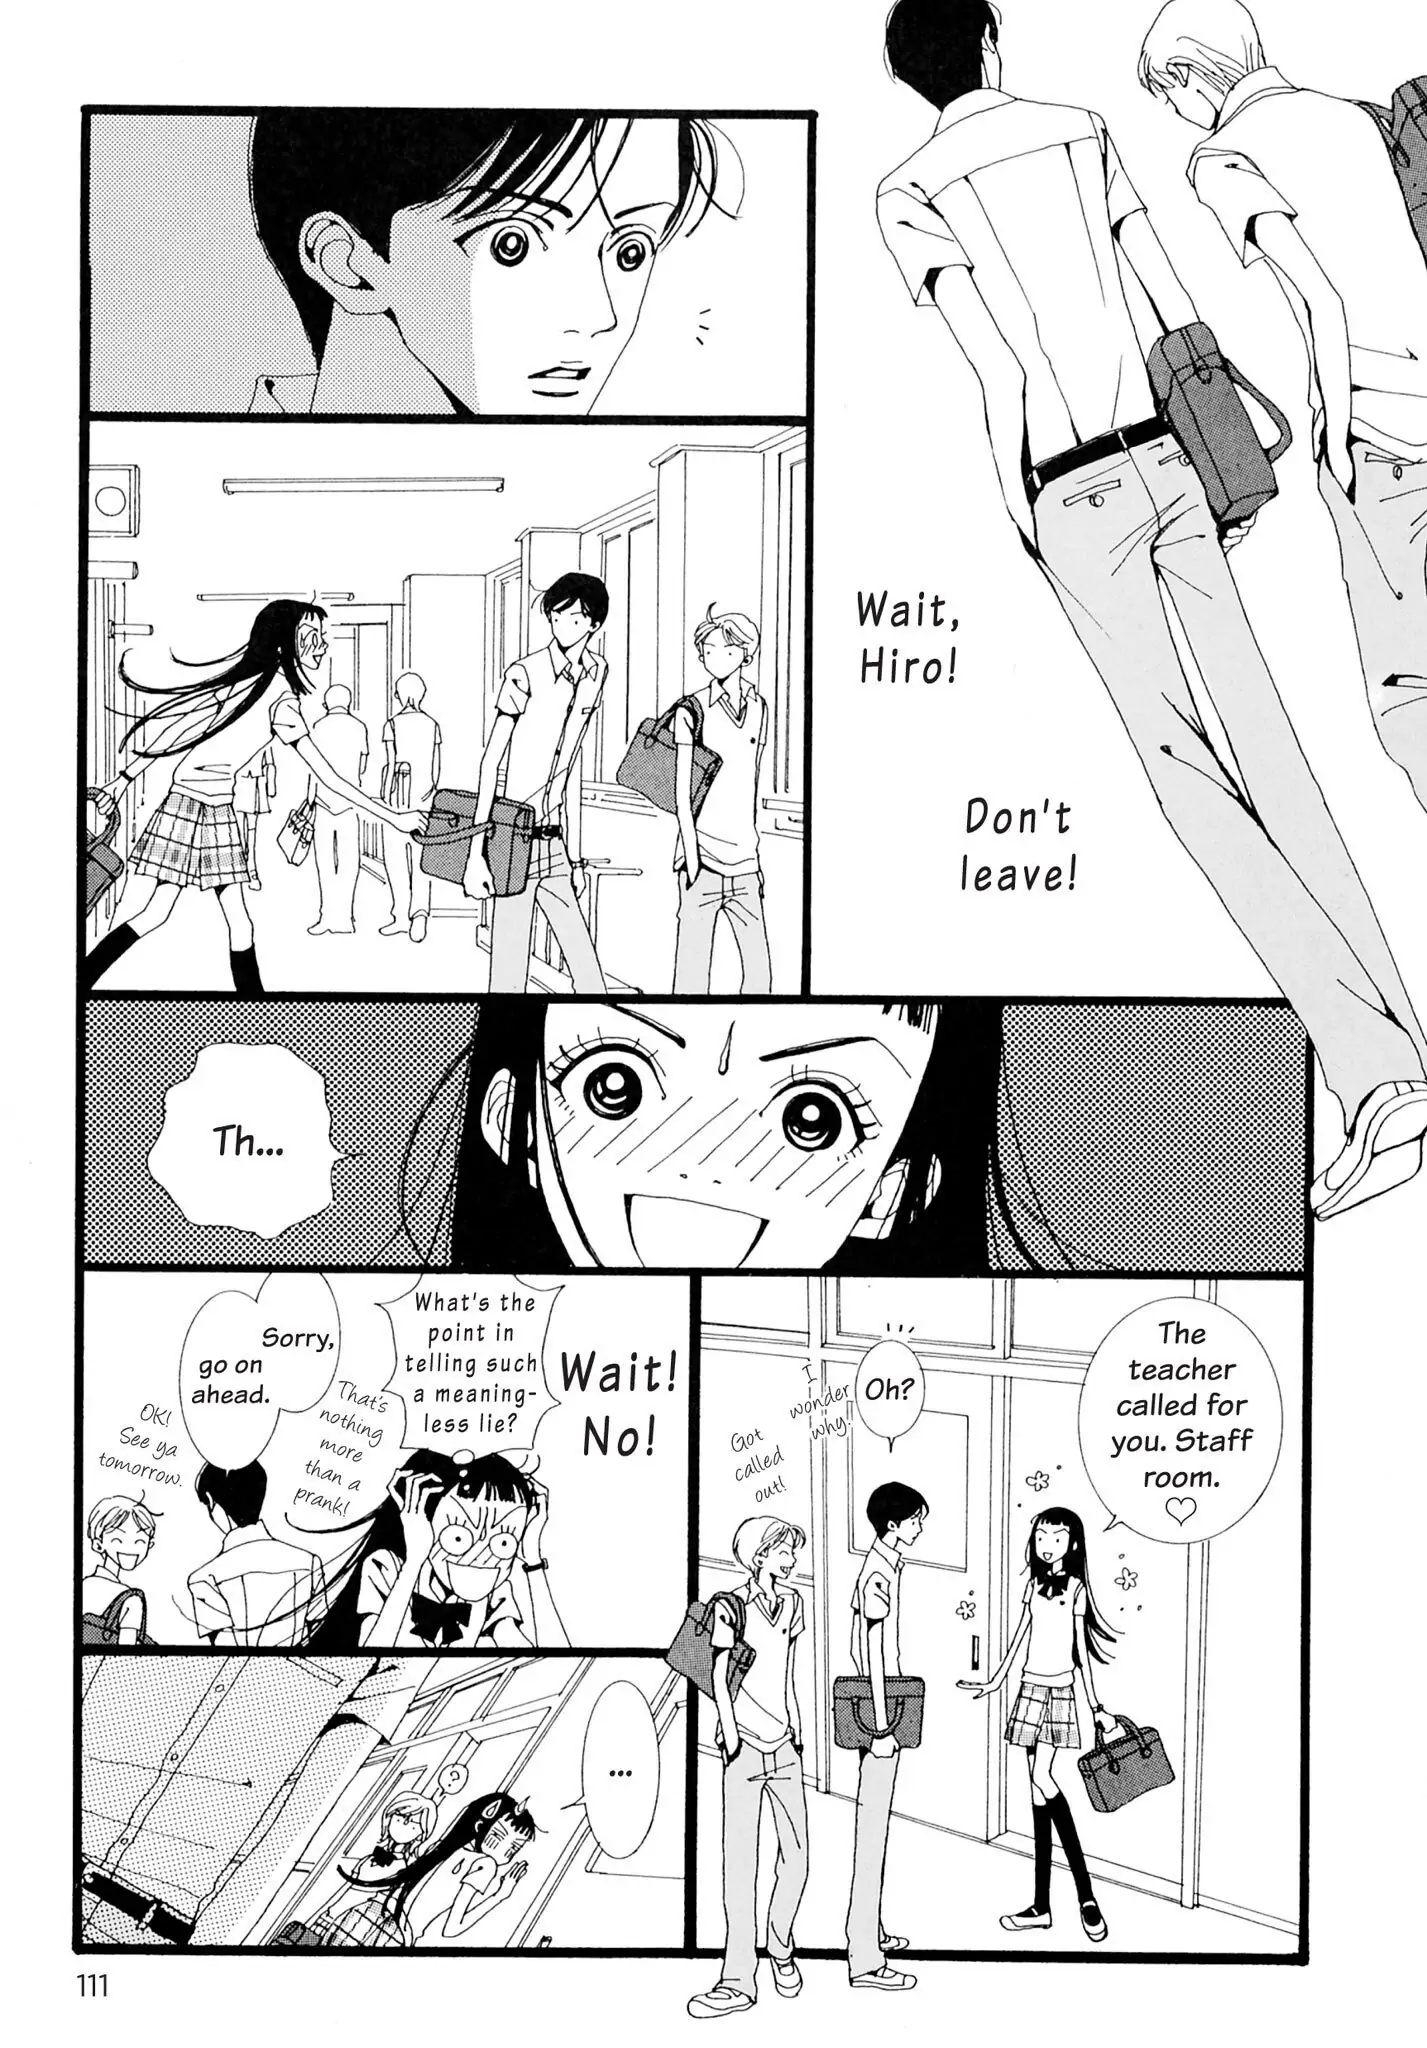 Wait,
Hiro!
Don't
leave!
Th...
The
teacher
called for
you. Staff
room.
♡
Oh?
I
wonder
why!
Got
called
out!
Wait!
No!
What's the
point in
telling such
a meaning-
less lie?
That's
nothing
more
than a
prank!
Sorry,
go on
ahead.
OK!
See ya
tomorrow.
...
?
111